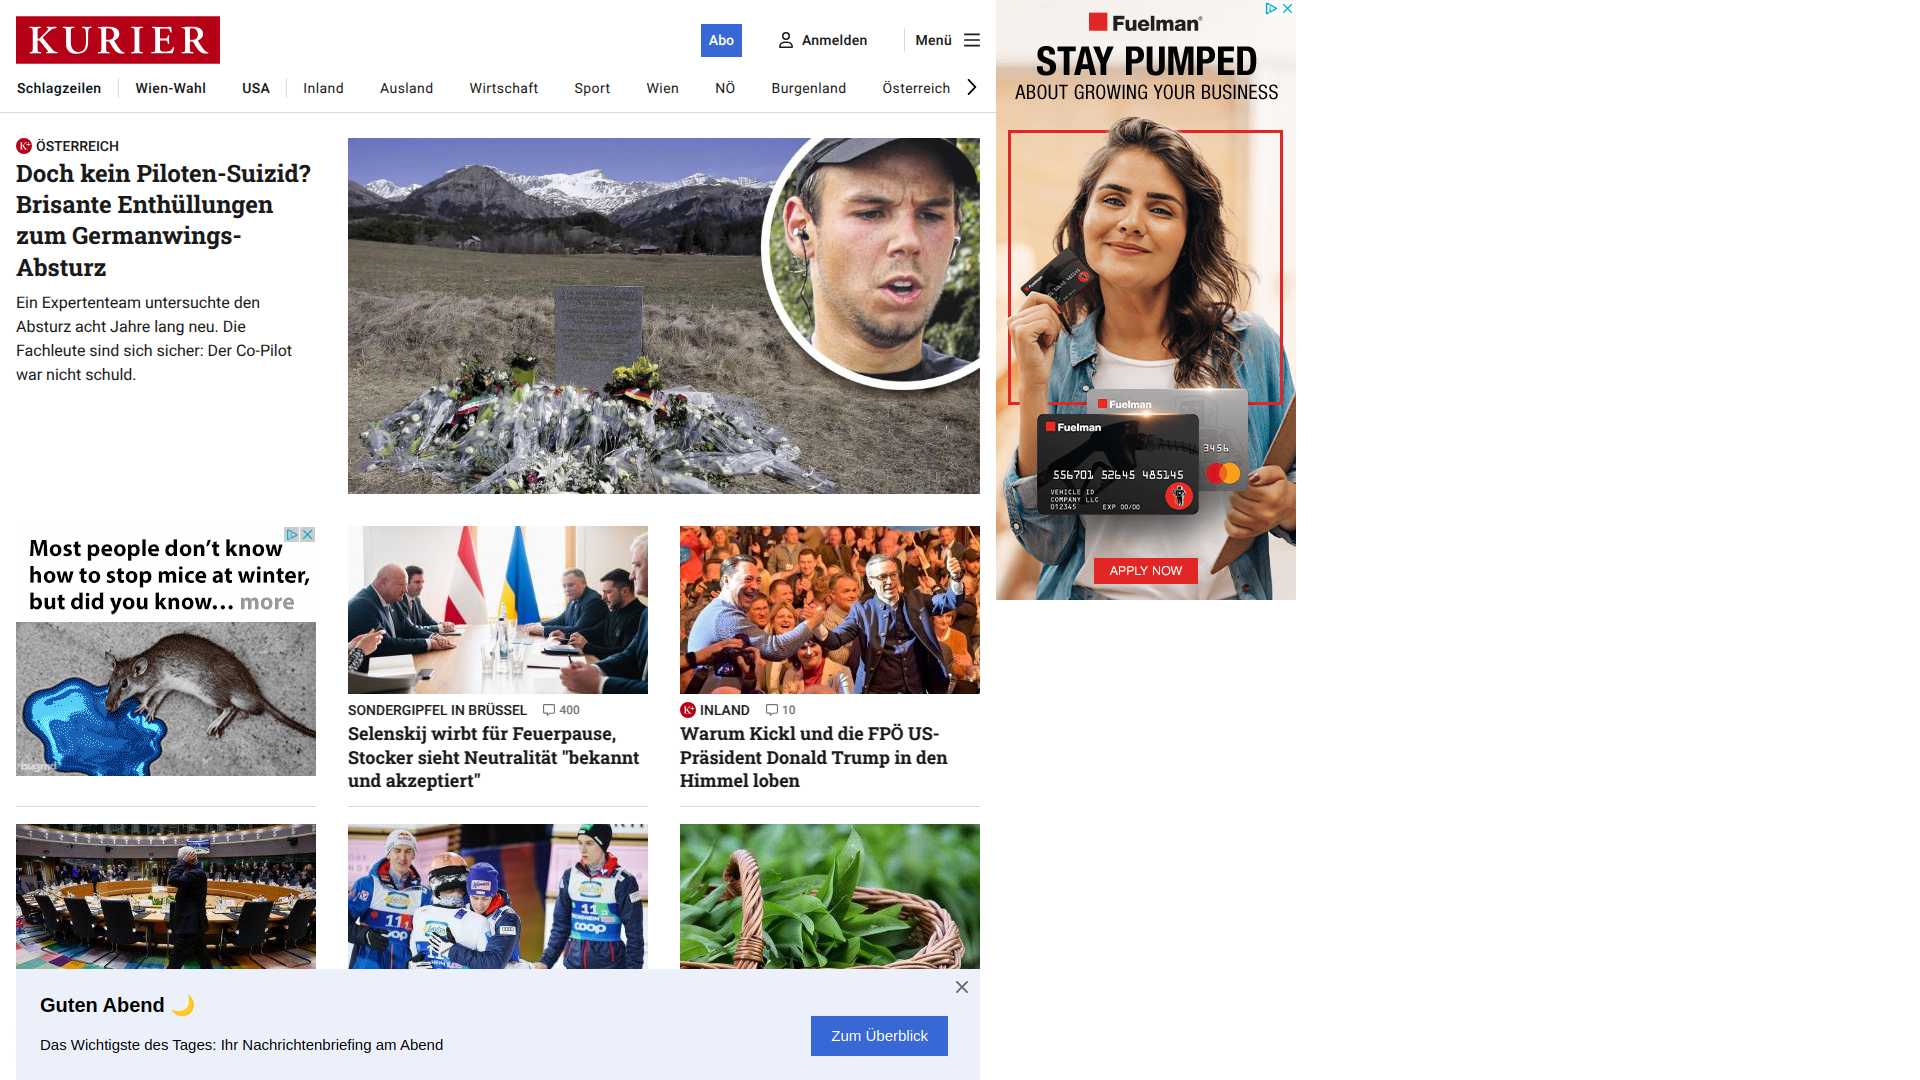 KURIER
Abo
Anmelden
Menü
Schlagzeilen
Wien-Wahl
USA
Inland
Ausland
Wirtschaft
Sport
Wien
NÖ
Burgenland
Österreich
K+ ÖSTERREICH
Doch kein Piloten-Suizid?
Brisante Enthüllungen
zum Germanwings-
Absturz
Ein Expertenteam untersuchte den
Absturz acht Jahre lang neu. Die
Fachleute sind sich sicher: Der Co-Pilot
war nicht schuld.
Fuelman
STAY PUMPED
ABOUT GROWING YOUR BUSINESS
Fuelman
3456
Fuelman
556701 52645 485145
VEHICLE ID
COMPANY LLC
012345 EXP 00/00
APPLY NOW
Most people don't know
how to stop mice at winter,
but did you know... more
bugmd
SONDERGIPFEL IN BRÜSSEL 400
Selenskij wirbt für Feuerpause,
Stocker sieht Neutralität "bekannt
und akzeptiert"
K+ INLAND 10
Warum Kickl und die FPÖ US-
Präsident Donald Trump in den
Himmel loben
coop
Guten Abend 🌙
Das Wichtigste des Tages: Ihr Nachrichtenbriefing am Abend
Zum Überblick